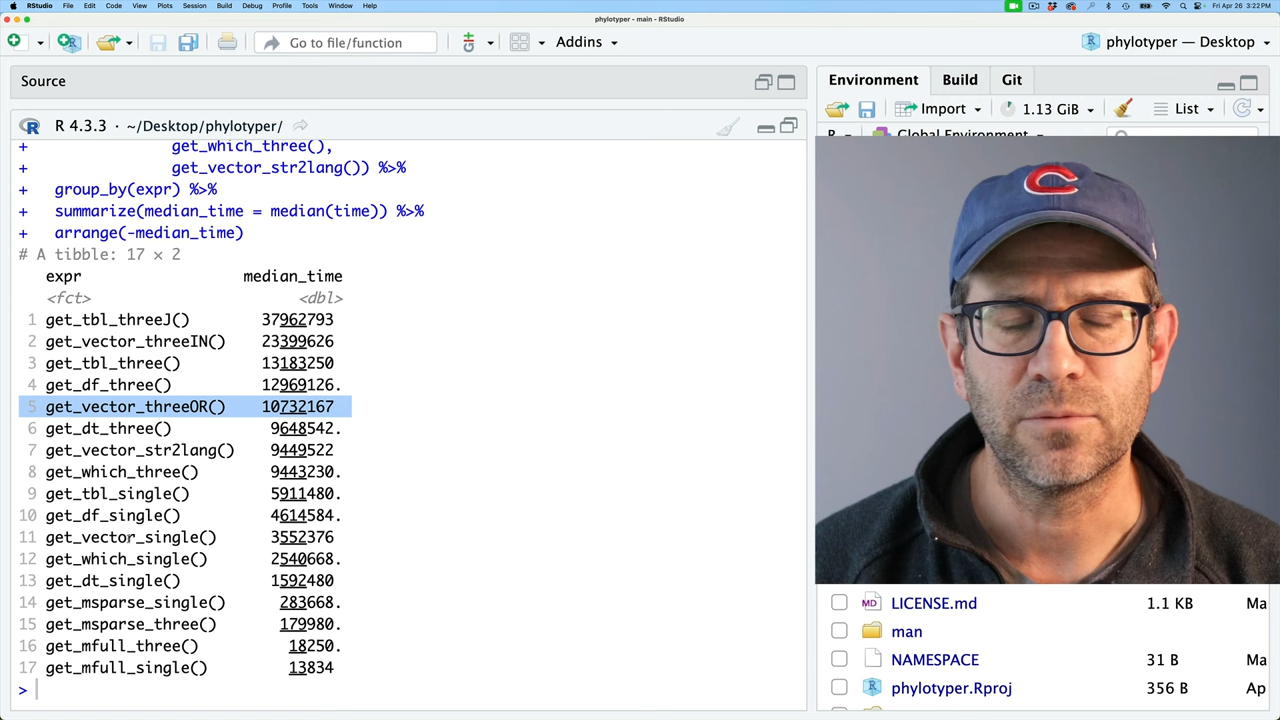 RStudio File Edit Code View Plots Session Build Debug Profile Tools Window Help Fri Apr 26 3:22 PM
phylotyper - main - RStudio
Go to file/function Addins phylotyper — Desktop
Source
Environment Build Git
Import 1.13 GiB List
R Global Environment
R 4.3.3 · ~/Desktop/phylotyper/
+ get_which_three(),
+ get_vector_str2lang()) %>%
+ group_by(expr) %>%
+ summarize(median_time = median(time)) %>%
+ arrange(-median_time)
# A tibble: 17 × 2
expr median_time
<fct> <dbl>
1 get_tbl_threeJ() 37962793
2 get_vector_threeIN() 23399626
3 get_tbl_three() 13183250
4 get_df_three() 12969126.
5 get_vector_threeOR() 10732167
6 get_dt_three() 9648542.
7 get_vector_str2lang() 9449522
8 get_which_three() 9443230.
9 get_tbl_single() 5911480.
10 get_df_single() 4614584.
11 get_vector_single() 3552376
12 get_which_single() 2540668.
13 get_dt_single() 1592480
14 get_msparse_single() 283668.
15 get_msparse_three() 179980.
16 get_mfull_three() 18250.
17 get_mfull_single() 13834
>
C
MD LICENSE.md 1.1 KB Ma
man
NAMESPACE 31 B Ma
phylotyper.Rproj 356 B Ap